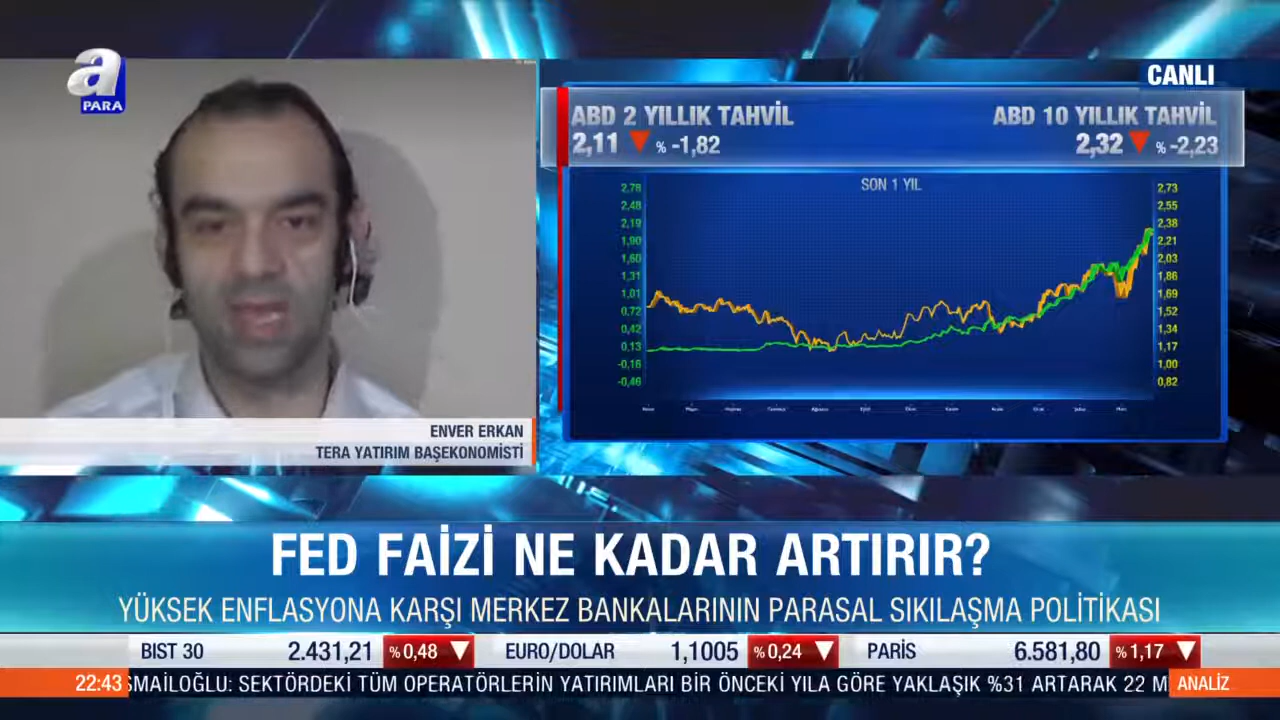 a
PARA
CANLI
ABD 2 YILLIK TAHVİL
2,11 % -1,82
ABD 10 YILLIK TAHVİL
2,32 % -2,23
SON 1 YIL
2,78
2,48
2,19
1,90
1,60
1,31
1,01
0,72
0,42
0,13
-0,16
-0,46
2,73
2,55
2,38
2,21
2,03
1,86
1,69
1,52
1,34
1,17
1,00
0,82
ENVER ERKAN
TERA YATIRIM BAŞEKONOMİSTİ
FED FAİZİ NE KADAR ARTIRIR?
YÜKSEK ENFLASYONA KARŞI MERKEZ BANKALARININ PARASAL SIKILAŞMA POLİTİKASI
BIST 30 2.431,21 %0,48 EURO/DOLAR 1,1005 %0,24 PARİS 6.581,80 %1,17
22:43 SMAİLOĞLU: SEKTÖRDEKİ TÜM OPERATÖRLERİN YATIRIMLARI BİR ÖNCEKİ YILA GÖRE YAKLAŞIK %31 ARTARAK 22 M ANALİZ